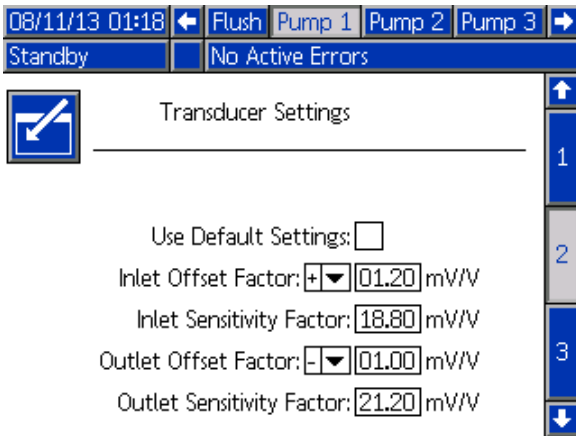 08/11/13 01:18 Flush Pump 1 Pump 2 Pump 3
Standby No Active Errors
Transducer Settings
1
Use Default Settings:
2
Inlet Offset Factor: + 01.20 mV/V
Inlet Sensitivity Factor: 18.80 mV/V
3
Outlet Offset Factor: - 01.00 mV/V
Outlet Sensitivity Factor: 21.20 mV/V